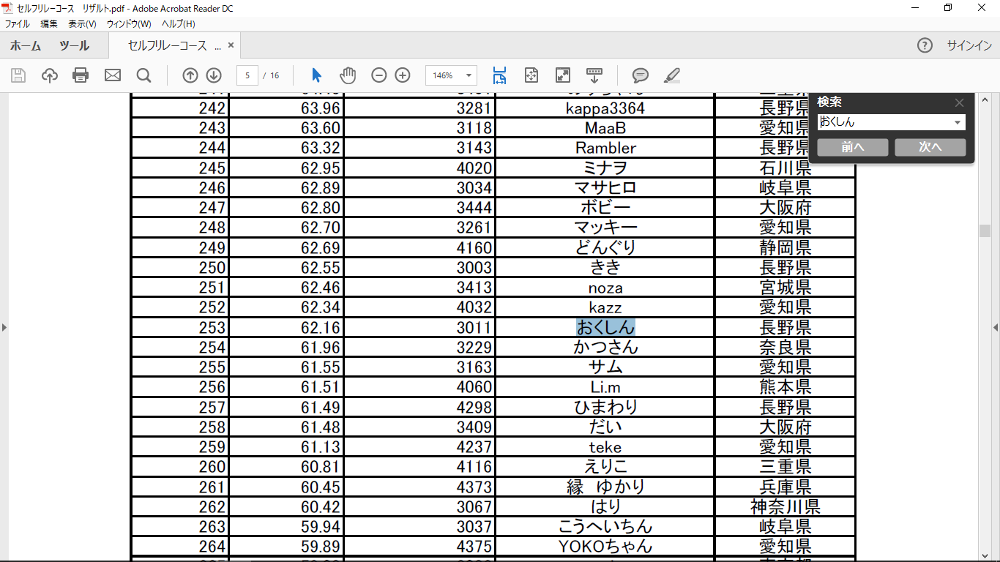 セルフリレーコース　リザルト.pdf - Adobe Acrobat Reader DC
ファイル 編集 表示(V) ウィンドウ(W) ヘルプ(H)
ホーム ツール セルフリレーコース ... × ? サインイン
5 / 16 146%
検索
おくしん
前へ 次へ
242 63.96 3281 kappa3364 長野県
243 63.60 3118 MaaB 愛知県
244 63.32 3143 Rambler 長野県
245 62.95 4020 ミナヲ 石川県
246 62.89 3034 マサヒロ 岐阜県
247 62.80 3444 ボビー 大阪府
248 62.70 3261 マッキー 愛知県
249 62.69 4160 どんぐり 静岡県
250 62.55 3003 きき 長野県
251 62.46 3413 noza 宮城県
252 62.34 4032 kazz 愛知県
253 62.16 3011 おくしん 長野県
254 61.96 3229 かつさん 奈良県
255 61.55 3163 サム 愛知県
256 61.51 4060 Li.m 熊本県
257 61.49 4298 ひまわり 長野県
258 61.48 3409 だい 大阪府
259 61.13 4237 teke 愛知県
260 60.81 4116 えりこ 三重県
261 60.45 4373 縁　ゆかり 兵庫県
262 60.42 3067 はり 神奈川県
263 59.94 3037 こうへいちん 岐阜県
264 59.89 4375 YOKOちゃん 愛知県